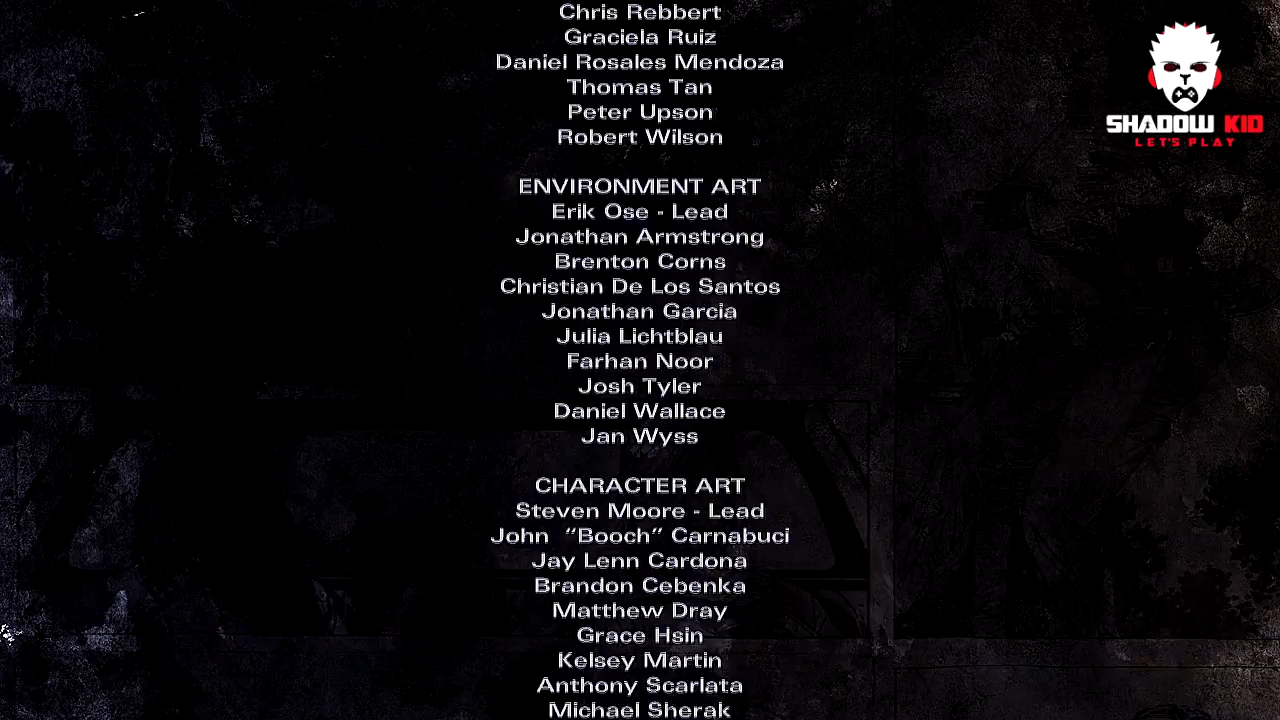 Chris Rebbert
Graciela Ruiz
Daniel Rosales Mendoza
Thomas Tan
Peter Upson
Robert Wilson
ENVIRONMENT ART
Erik Ose - Lead
Jonathan Armstrong
Brenton Corns
Christian De Los Santos
Jonathan Garcia
Julia Lichtblau
Farhan Noor
Josh Tyler
Daniel Wallace
Jan Wyss
CHARACTER ART
Steven Moore - Lead
John “Booch” Carnabuci
Jay Lenn Cardona
Brandon Cebenka
Matthew Dray
Grace Hsin
Kelsey Martin
Anthony Scarlata
Michael Sherak
SHADOW KID
LET'S PLAY